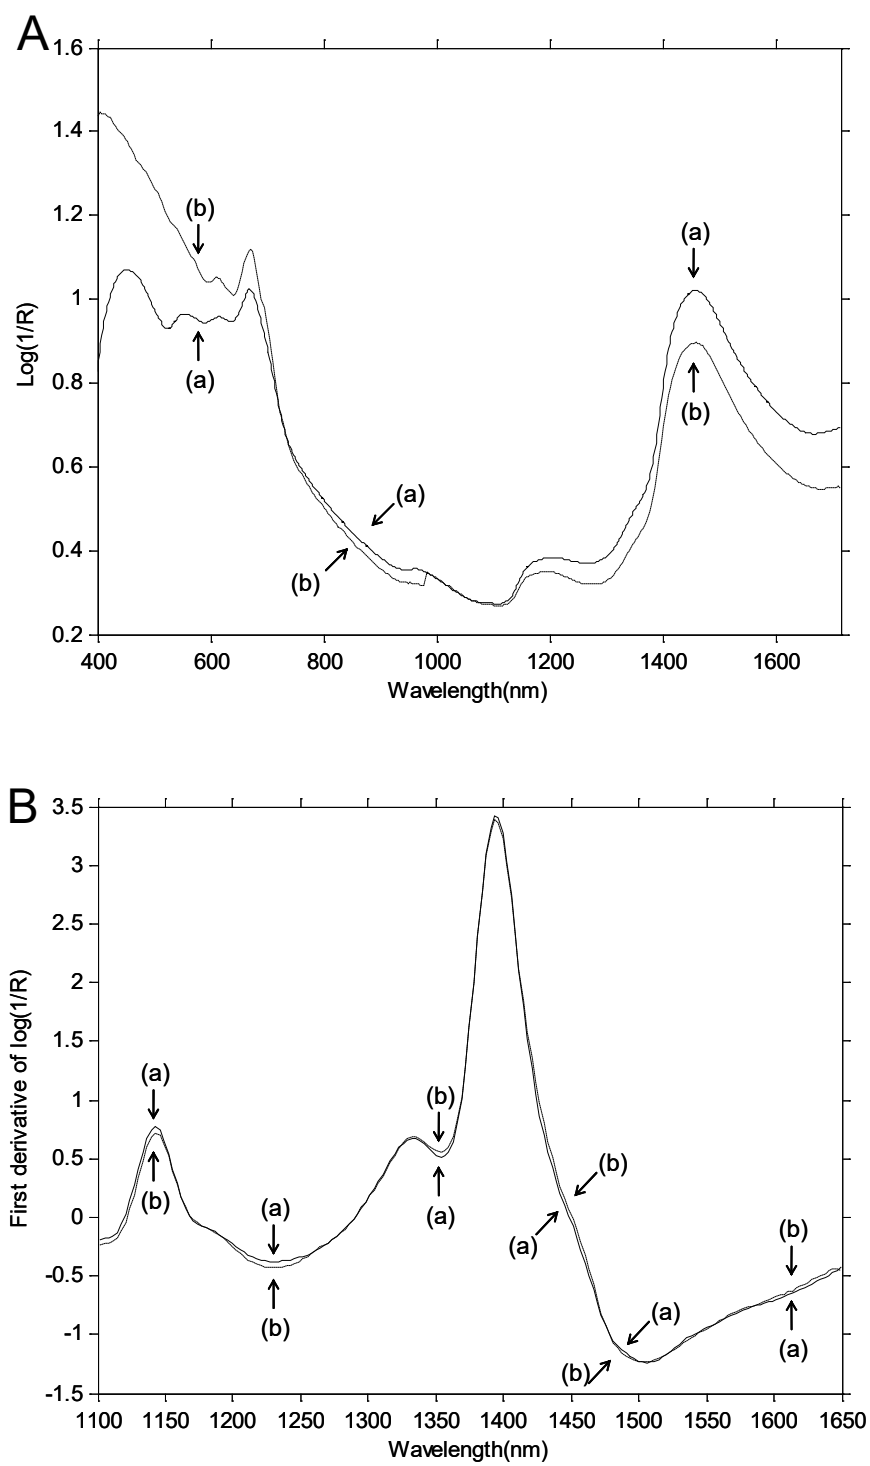 A
1.6
1.4
(b)
1.2
(a)
1
Log(1/R)
0.8
(a)
(b)
0.6
(a)
0.4
(b)
0.2
400 600 800 1000 1200 1400 1600
Wavelength(nm)
B
3.5
3
2.5
2
1.5
First derivative of log(1/R)
(a)
1
(b)
0.5
(b)
(b)
(a)
(a)
0
(b)
(a)
-0.5
(a)
(b)
-1
(a)
(b)
-1.5
1100 1150 1200 1250 1300 1350 1400 1450 1500 1550 1600 1650
Wavelength(nm)